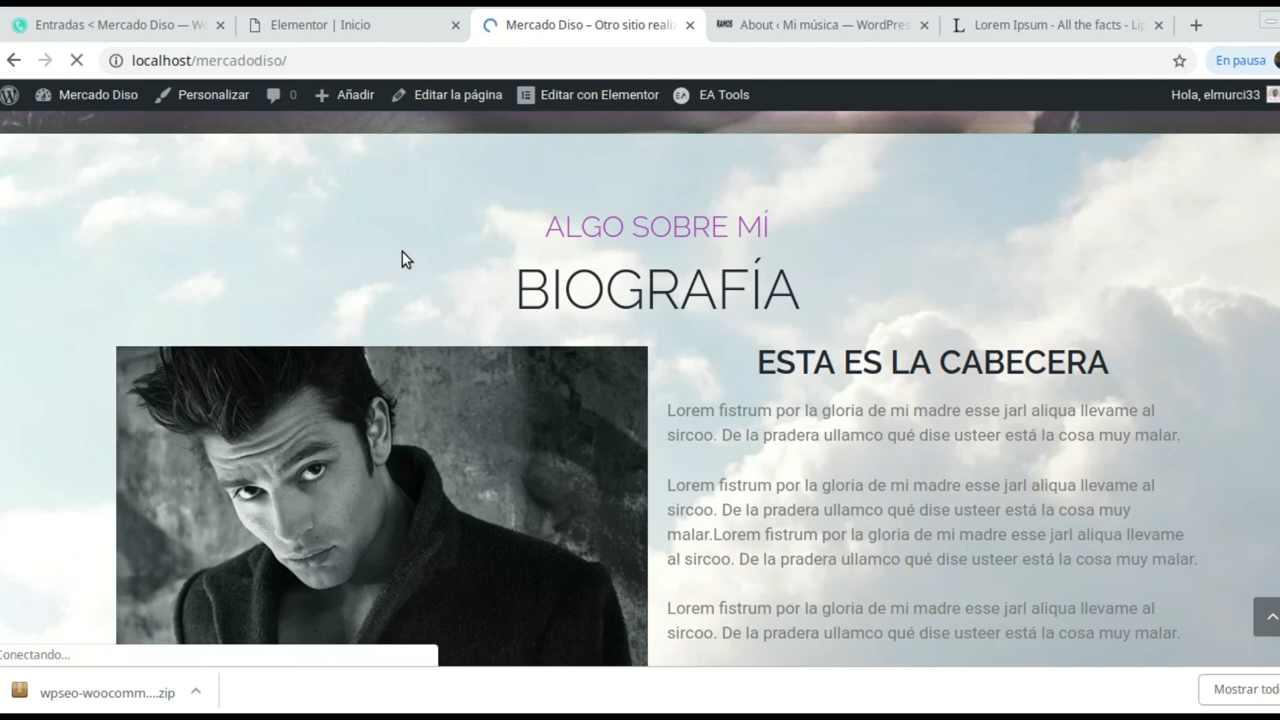 Entradas < Mercado Diso — Wo
Elementor | Inicio
Mercado Diso – Otro sitio realiz
RAMOS About ‹ Mi música — WordPres
L Lorem Ipsum - All the facts - Lip
localhost/mercadodiso/
En pausa
Mercado Diso
Personalizar
0
Añadir
Editar la página
Editar con Elementor
EA EA Tools
Hola, elmurci33
ALGO SOBRE MÍ
BIOGRAFÍA
ESTA ES LA CABECERA
Lorem fistrum por la gloria de mi madre esse jarl aliqua llevame al
sircoo. De la pradera ullamco qué dise usteer está la cosa muy malar.
Lorem fistrum por la gloria de mi madre esse jarl aliqua llevame al
sircoo. De la pradera ullamco qué dise usteer está la cosa muy
malar.Lorem fistrum por la gloria de mi madre esse jarl aliqua llevame
al sircoo. De la pradera ullamco qué dise usteer está la cosa muy malar.
Lorem fistrum por la gloria de mi madre esse jarl aliqua llevame al
sircoo. De la pradera ullamco qué dise usteer está la cosa muy malar.
Conectando...
wpseo-woocomm....zip
Mostrar tod